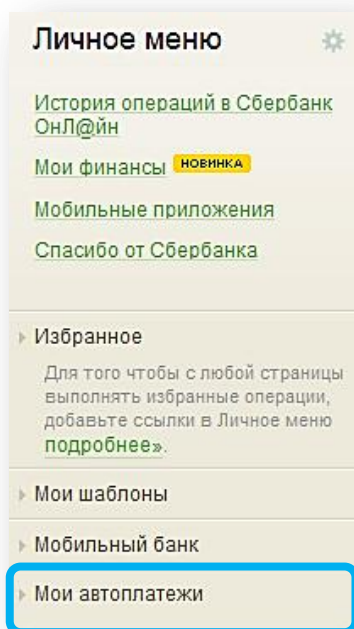 Личное меню
История операций в Сбербанк
ОнЛ@йн
Мои финансы НОВИНКА
Мобильные приложения
Спасибо от Сбербанка
Избранное
Для того чтобы с любой страницы
выполнять избранные операции,
добавьте ссылки в Личное меню
подробнее».
Мои шаблоны
Мобильный банк
Мои автоплатежи